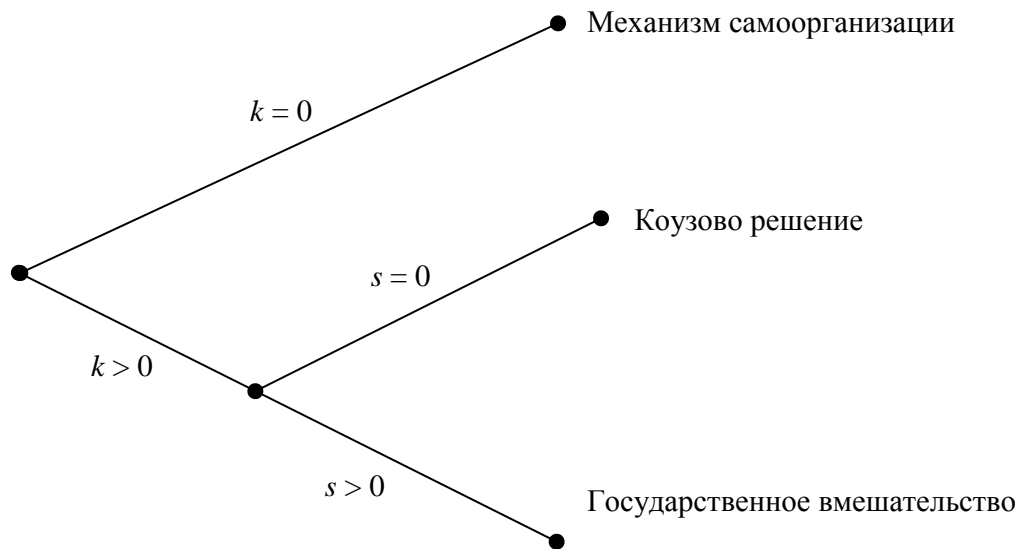 Механизм самоорганизации
k = 0
Коузово решение
s = 0
k > 0
s > 0
Государственное вмешательство